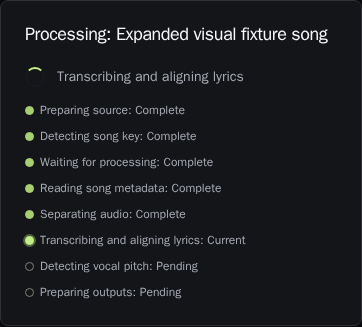 Processing: Expanded visual fixture song
Transcribing and aligning lyrics
Preparing source: Complete
Detecting song key: Complete
Waiting for processing: Complete
Reading song metadata: Complete
Separating audio: Complete
Transcribing and aligning lyrics: Current
Detecting vocal pitch: Pending
Preparing outputs: Pending